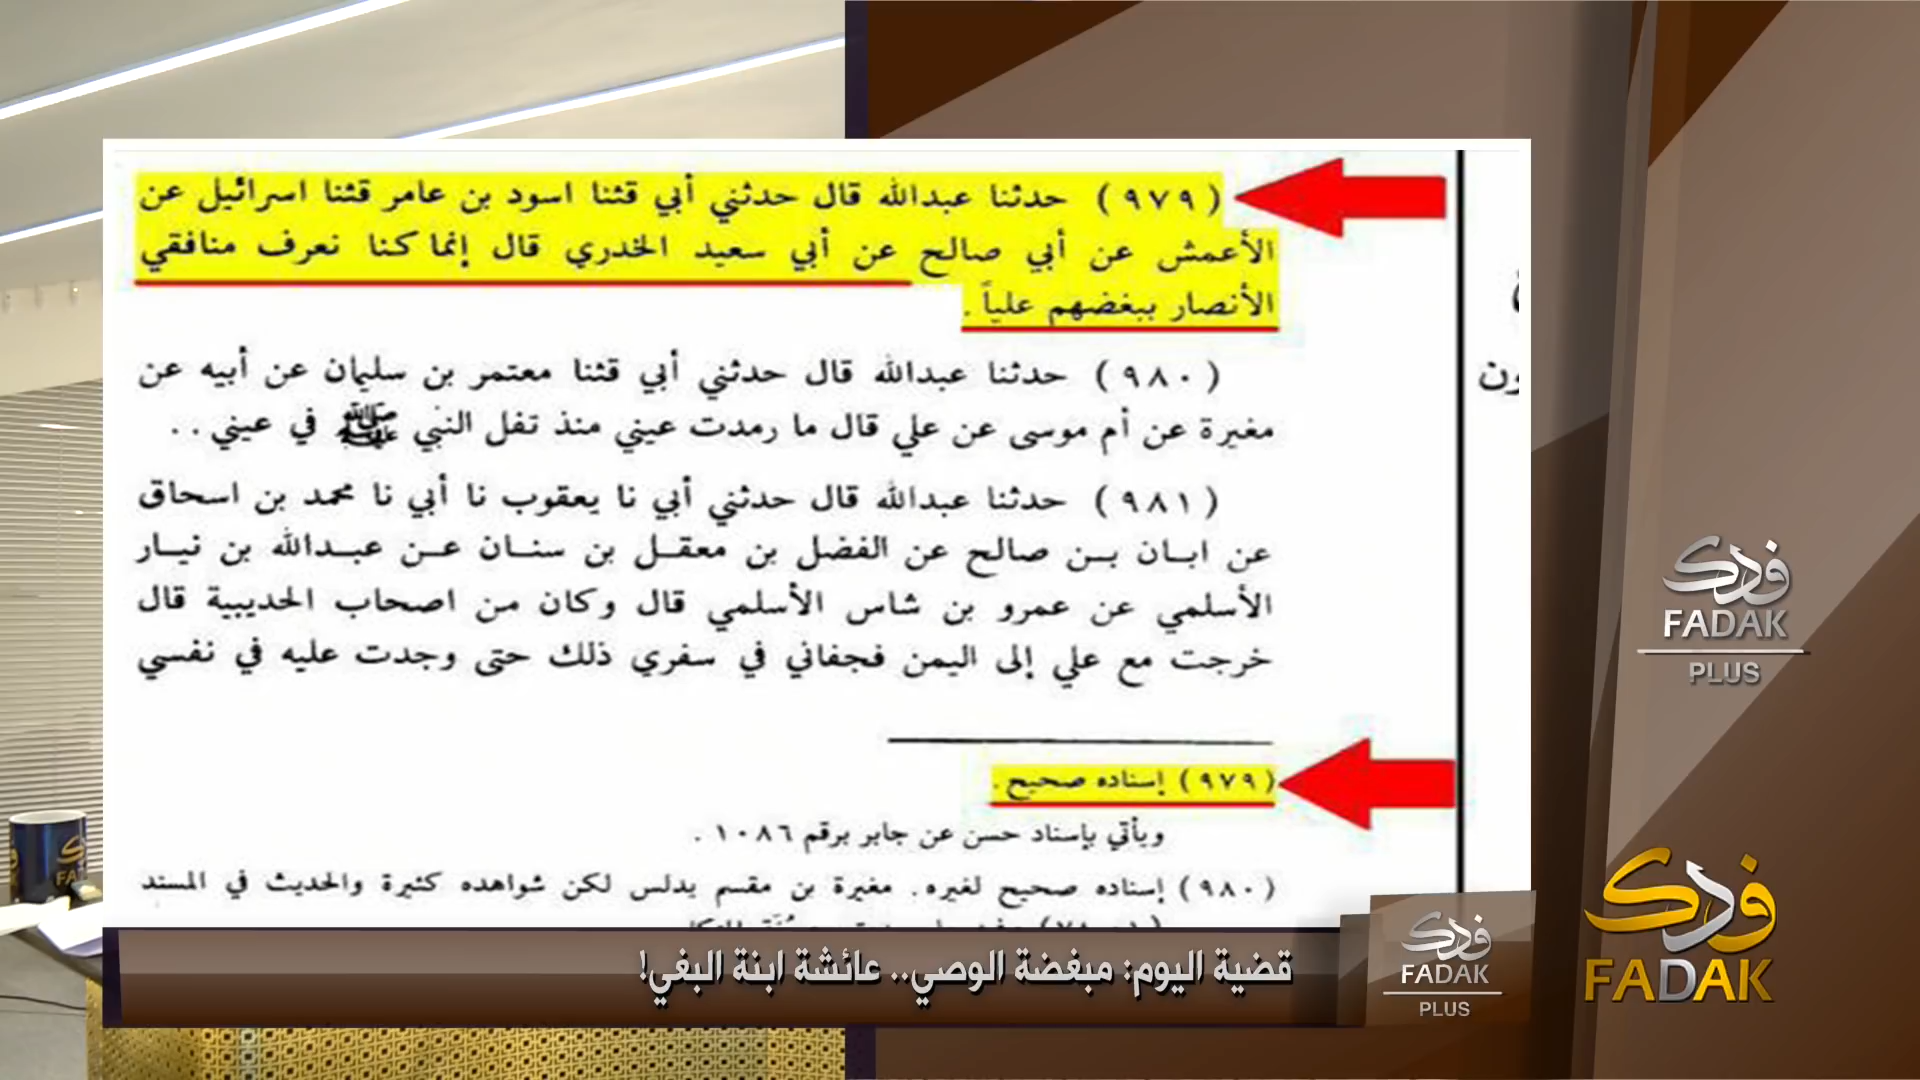 (٩٧٩) حدثنا عبدالله قال حدثني أبي قثنا اسود بن عامر قثنا اسرائيل عن
الأعمش عن أبي صالح عن أبي سعيد الخدري قال إنما كنا نعرف منافقي
الأنصار ببغضهم علياً .
(٩٨٠) حدثنا عبدالله قال حدثني أبي قثنا معتمر بن سليمان عن أبيه عن
مغيرة عن أم موسى عن علي قال ما رمدت عيني منذ تفل النبي ﷺ في عيني . .
(٩٨١) حدثنا عبدالله قال حدثني أبي نا يعقوب نا أبي نا محمد بن اسحاق
عن ابان بن صالح عن الفضل بن معقل بن سنان عن عبدالله بن نيار
الأسلمي عن عمرو بن شاس الأسلمي قال وكان من اصحاب الحديبية قال
خرجت مع علي إلى اليمن فجفاني في سفري ذلك حتى وجدت عليه في نفسي
(٩٧٩) إسناده صحيح .
ويأتي بإسناد حسن عن جابر برقم ١٠٨٦ .
(٩٨٠) إسناده صحيح لغيره. مغيرة بن مقسم يدلس لكن شواهده كثيرة والحديث في المسند
ون
قضية اليوم: مبغضة الوصي.. عائشة ابنة البغي!
فدك
FADAK
PLUS
فدك
FADAK
PLUS
فدك
FADAK